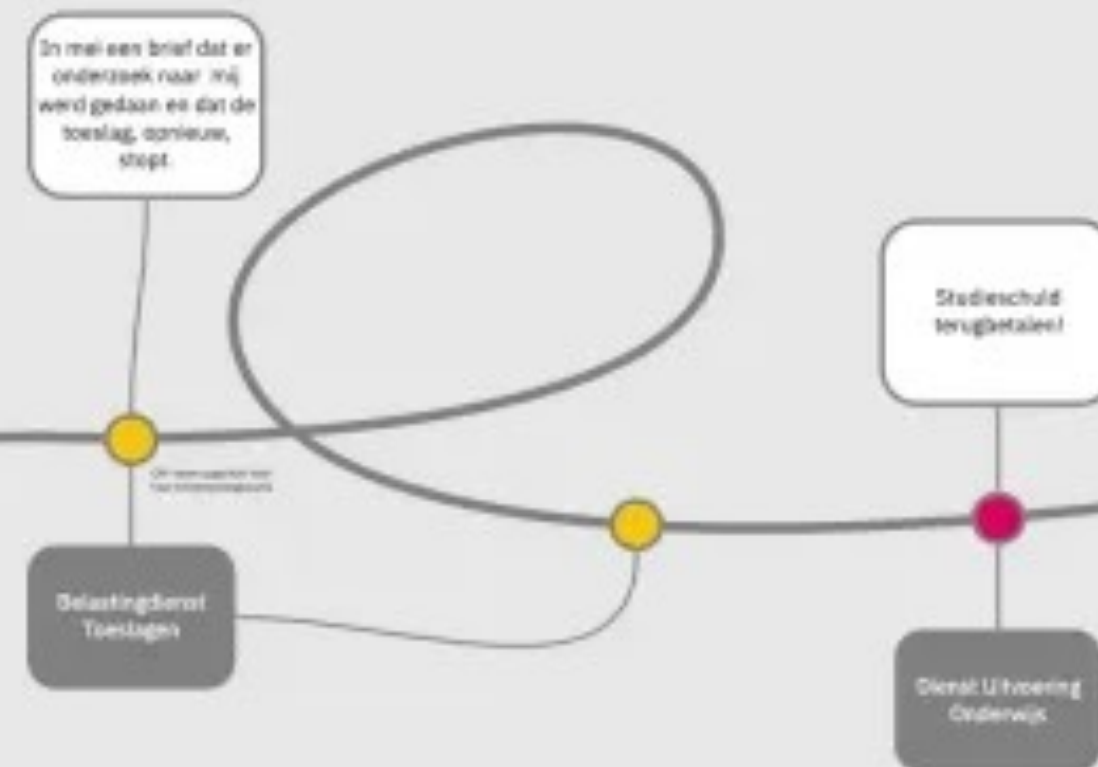 In mei een brief dat er
onderzoek naar mij
werd gedaan en dat de
toeslag, opnieuw,
stopt.
Studieschuld
terugbetalen!
Belastingdienst
Toeslagen
Dienst Uitvoering
Onderwijs